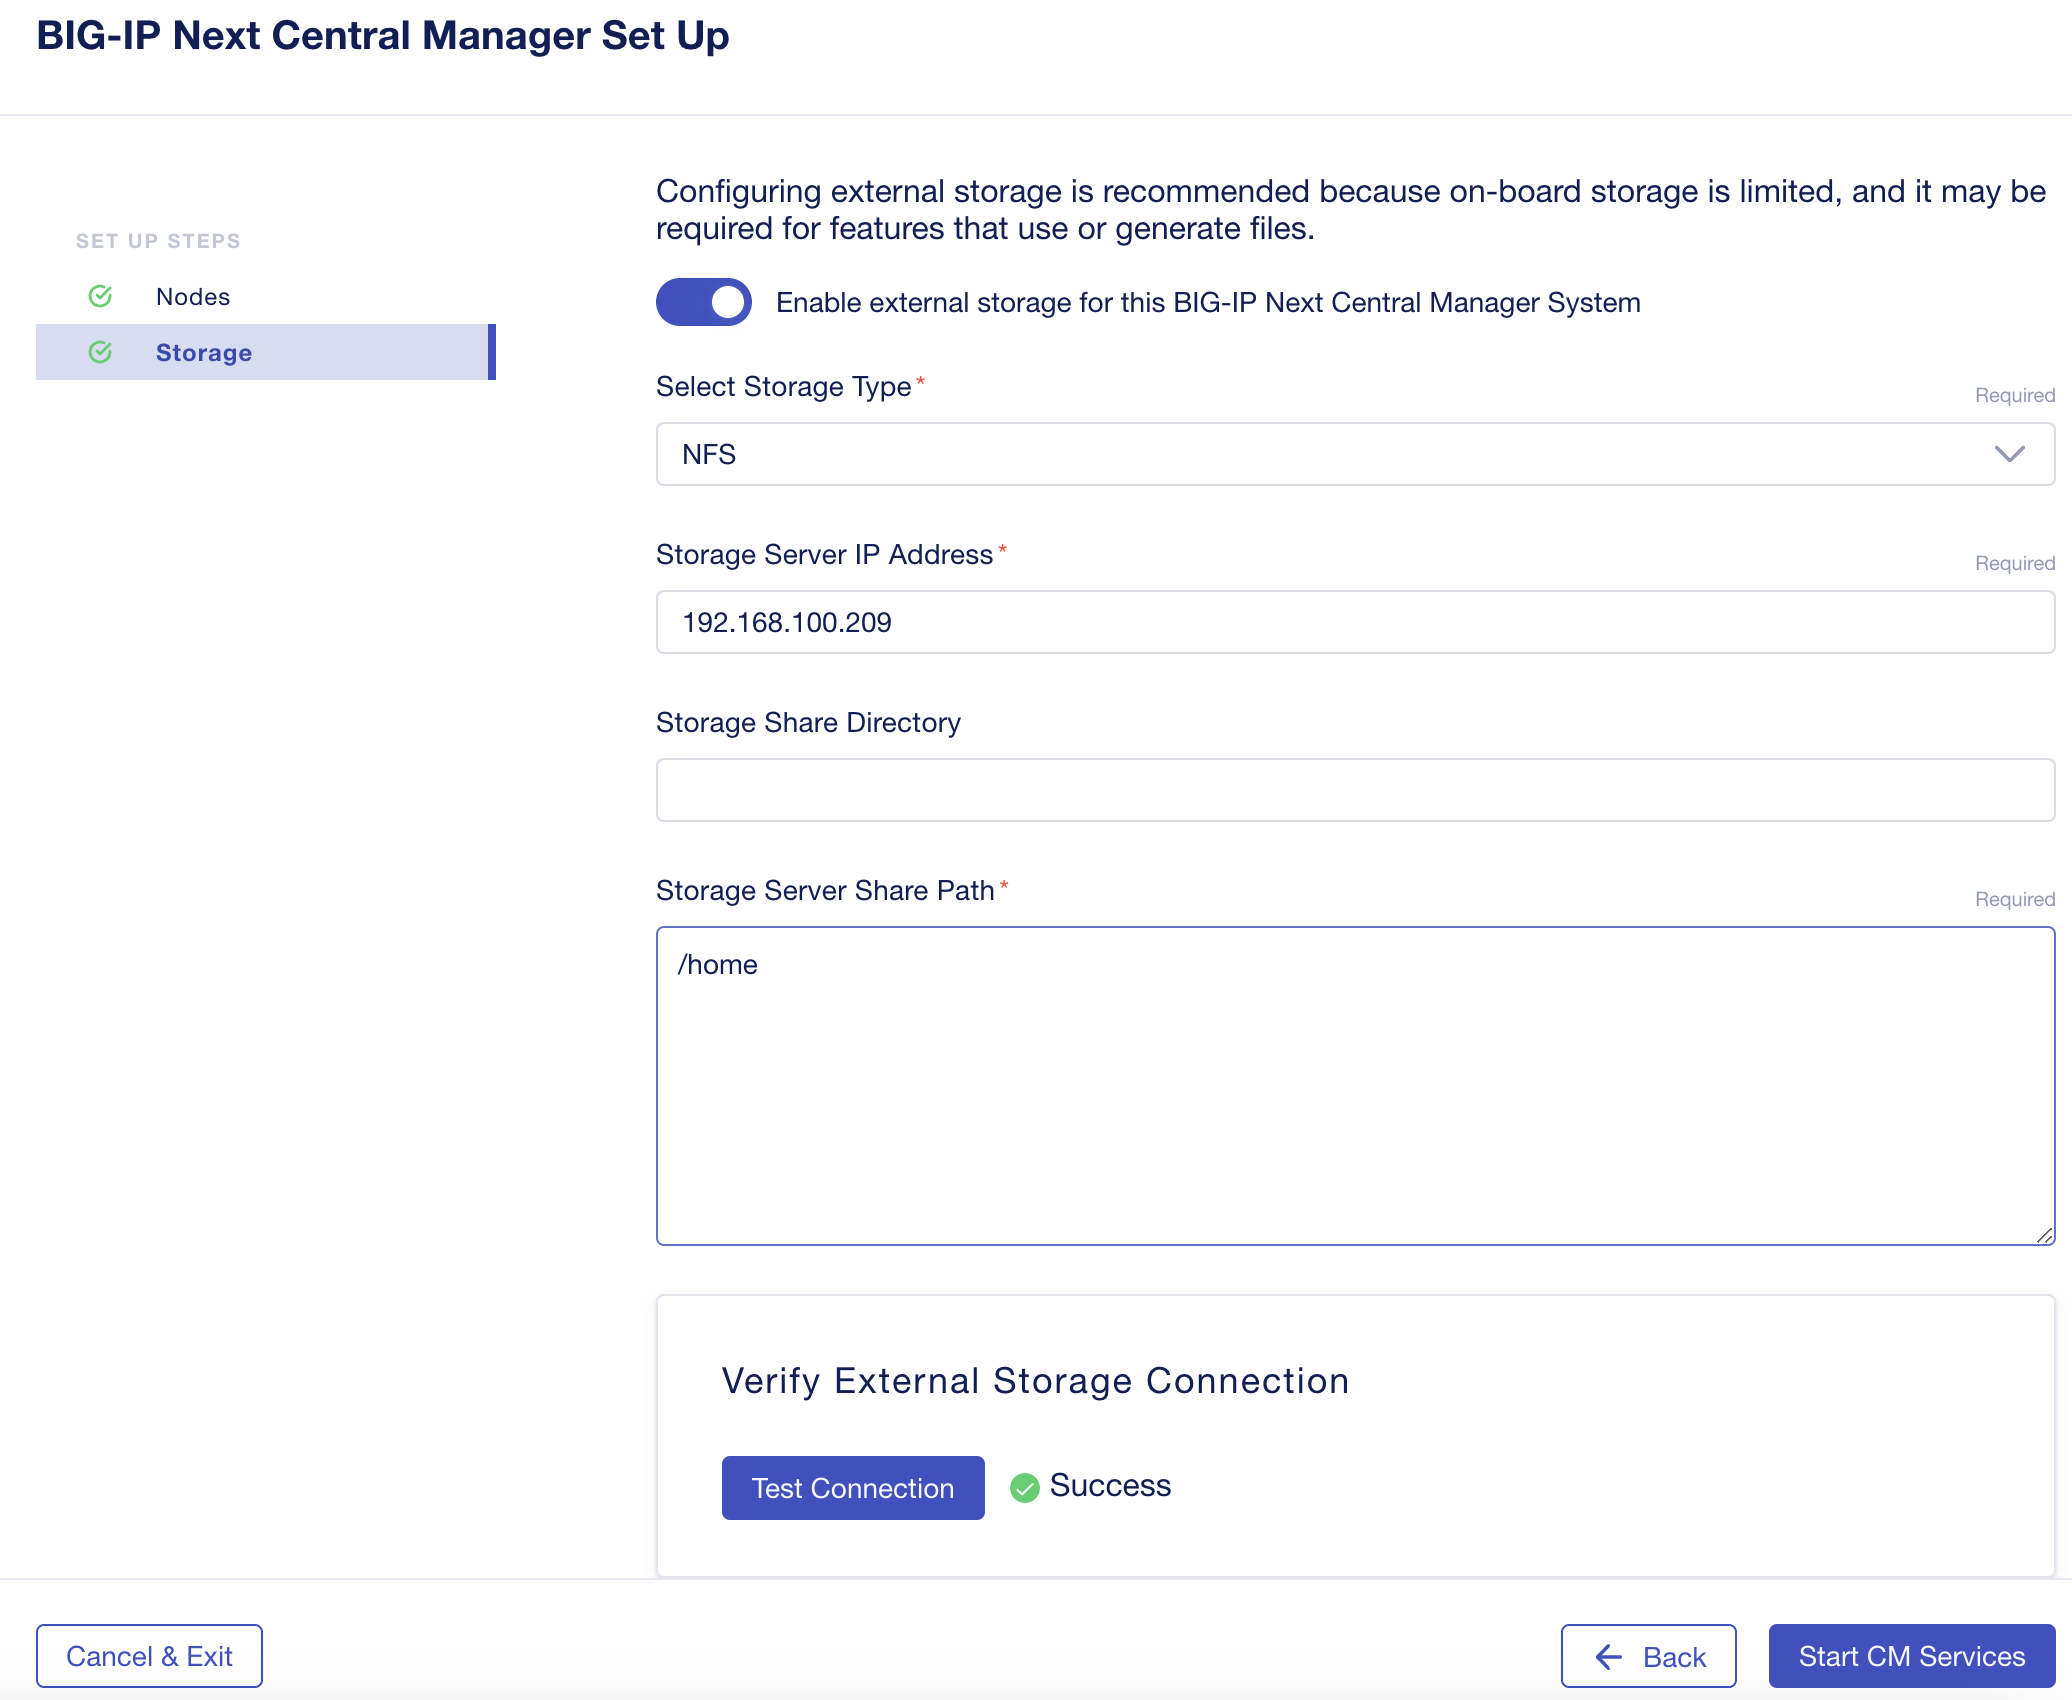 BIG-IP Next Central Manager Set Up
SET UP STEPS
Nodes
Storage
Configuring external storage is recommended because on-board storage is limited, and it may be
required for features that use or generate files.
Enable external storage for this BIG-IP Next Central Manager System
Select Storage Type*
Required
NFS
Storage Server IP Address*
Required
192.168.100.209
Storage Share Directory
Storage Server Share Path*
Required
/home
Verify External Storage Connection
Test Connection
Success
Cancel & Exit
Back
Start CM Services